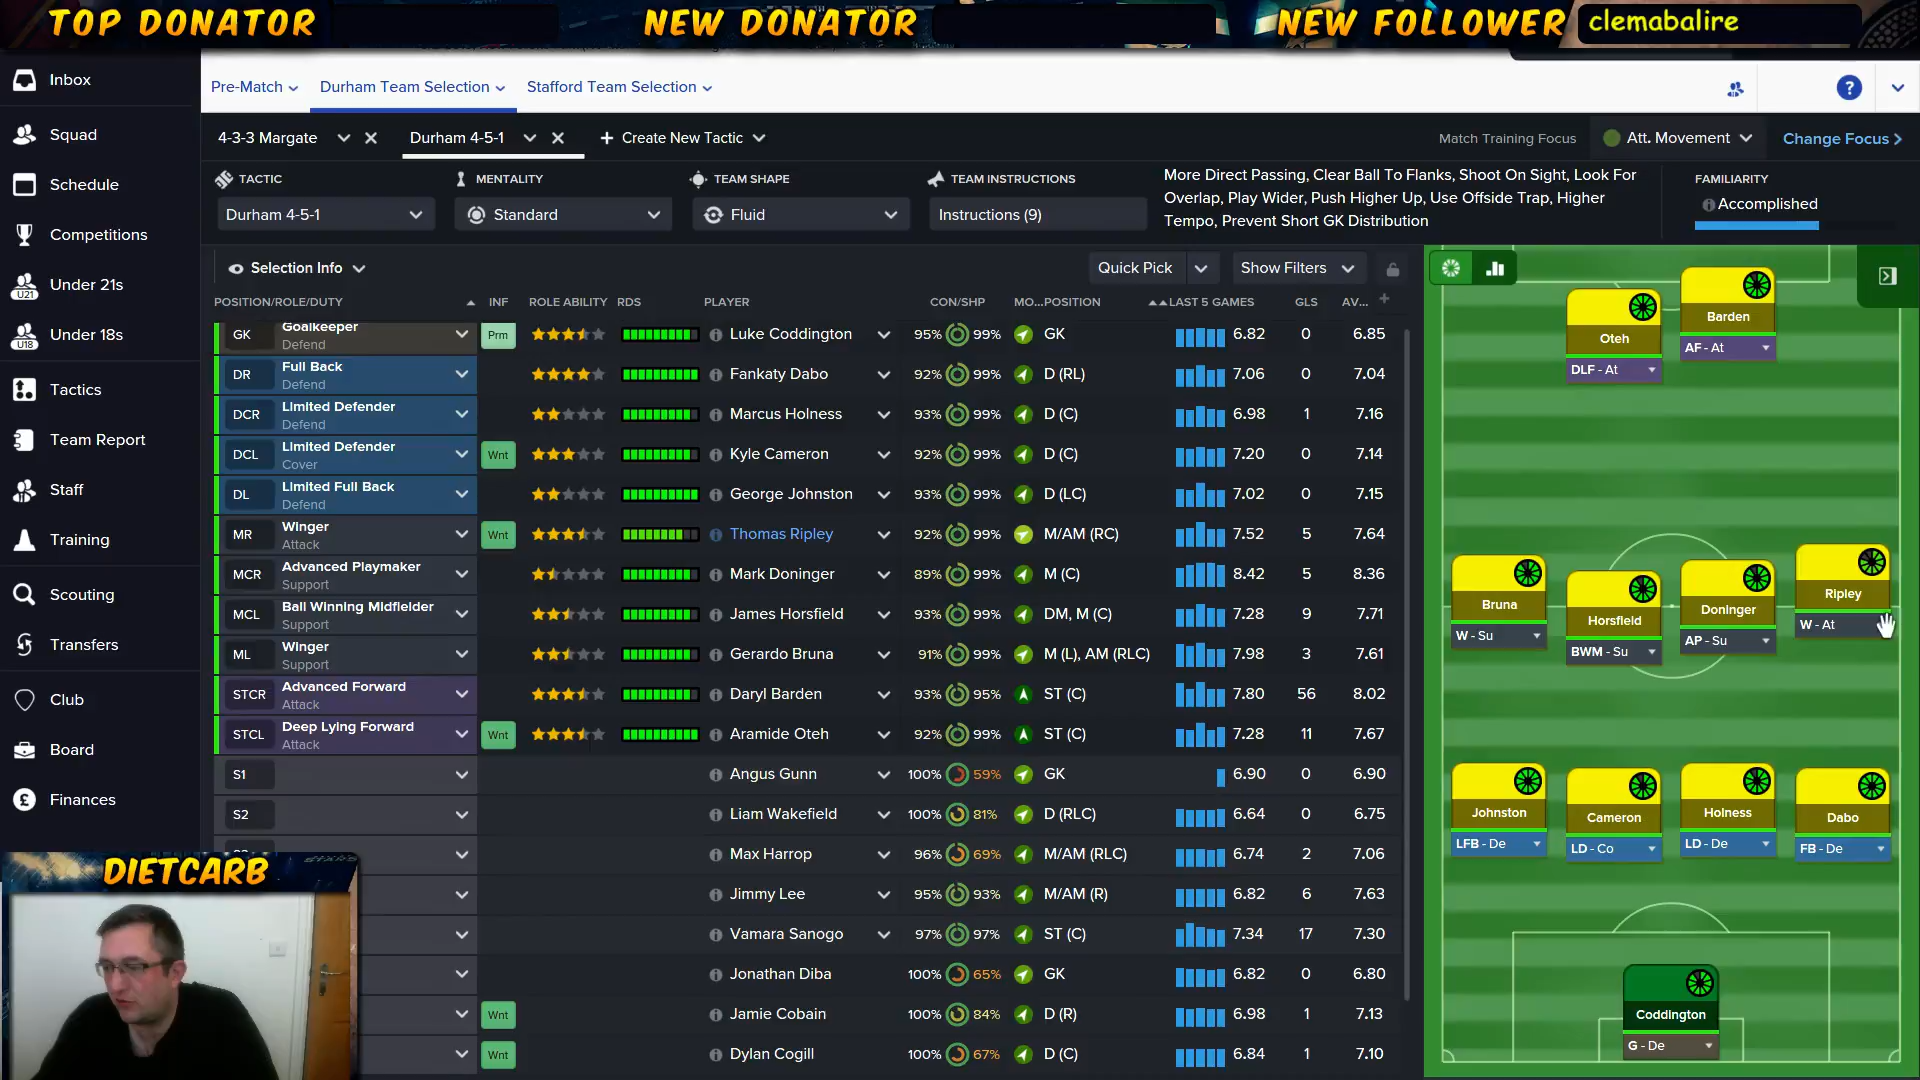 TOP DONATOR
NEW DONATOR
NEW FOLLOWER
clemabalire
Inbox
Squad
Schedule
Competitions
U21
Under 21s
U18
Under 18s
Tactics
Team Report
Staff
Training
Scouting
Transfers
Club
Board
Finances
Pre-Match
Durham Team Selection
Stafford Team Selection
4-3-3 Margate
Durham 4-5-1
Create New Tactic
Match Training Focus
Att. Movement
Change Focus
TACTIC
Durham 4-5-1
MENTALITY
Standard
TEAM SHAPE
Fluid
TEAM INSTRUCTIONS
Instructions (9)
More Direct Passing, Clear Ball To Flanks, Shoot On Sight, Look For
Overlap, Play Wider, Push Higher Up, Use Offside Trap, Higher
Tempo, Prevent Short GK Distribution
FAMILIARITY
Accomplished
Selection Info
Quick Pick
Show Filters
POSITION/ROLE/DUTY INF ROLE ABILITY RDS PLAYER CON/SHP MO... POSITION LAST 5 GAMES GLS AV...
GK Goalkeeper Defend Prm Luke Coddington 95% 99% GK 6.82 0 6.85
DR Full Back Defend Fankaty Dabo 92% 99% D (RL) 7.06 0 7.04
DCR Limited Defender Defend Marcus Holness 93% 99% D (C) 6.98 1 7.16
DCL Limited Defender Cover Wnt Kyle Cameron 92% 99% D (C) 7.20 0 7.14
DL Limited Full Back Defend George Johnston 93% 99% D (LC) 7.02 0 7.15
MR Winger Attack Wnt Thomas Ripley 92% 99% M/AM (RC) 7.52 5 7.64
MCR Advanced Playmaker Support Mark Doninger 89% 99% M (C) 8.42 5 8.36
MCL Ball Winning Midfielder Support James Horsfield 93% 99% DM, M (C) 7.28 9 7.71
ML Winger Support Gerardo Bruna 91% 99% M (L), AM (RLC) 7.98 3 7.61
STCR Advanced Forward Attack Daryl Barden 93% 95% ST (C) 7.80 56 8.02
STCL Deep Lying Forward Attack Wnt Aramide Oteh 92% 99% ST (C) 7.28 11 7.67
S1 Angus Gunn 100% 59% GK 6.90 0 6.90
S2 Liam Wakefield 100% 81% D (RLC) 6.64 0 6.75
Max Harrop 96% 69% M/AM (RLC) 6.74 2 7.06
Jimmy Lee 95% 93% M/AM (R) 6.82 6 7.63
Vamara Sanogo 97% 97% ST (C) 7.34 17 7.30
Jonathan Diba 100% 65% GK 6.82 0 6.80
Wnt Jamie Cobain 100% 84% D (R) 6.98 1 7.13
Wnt Dylan Cogill 100% 67% D (C) 6.84 1 7.10
Oteh
DLF - At
Barden
AF - At
Bruna
W - Su
Horsfield
BWM - Su
Doninger
AP - Su
Ripley
W - At
Johnston
LFB - De
Cameron
LD - Co
Holness
LD - De
Dabo
FB - De
Coddington
G - De
DIETCARB